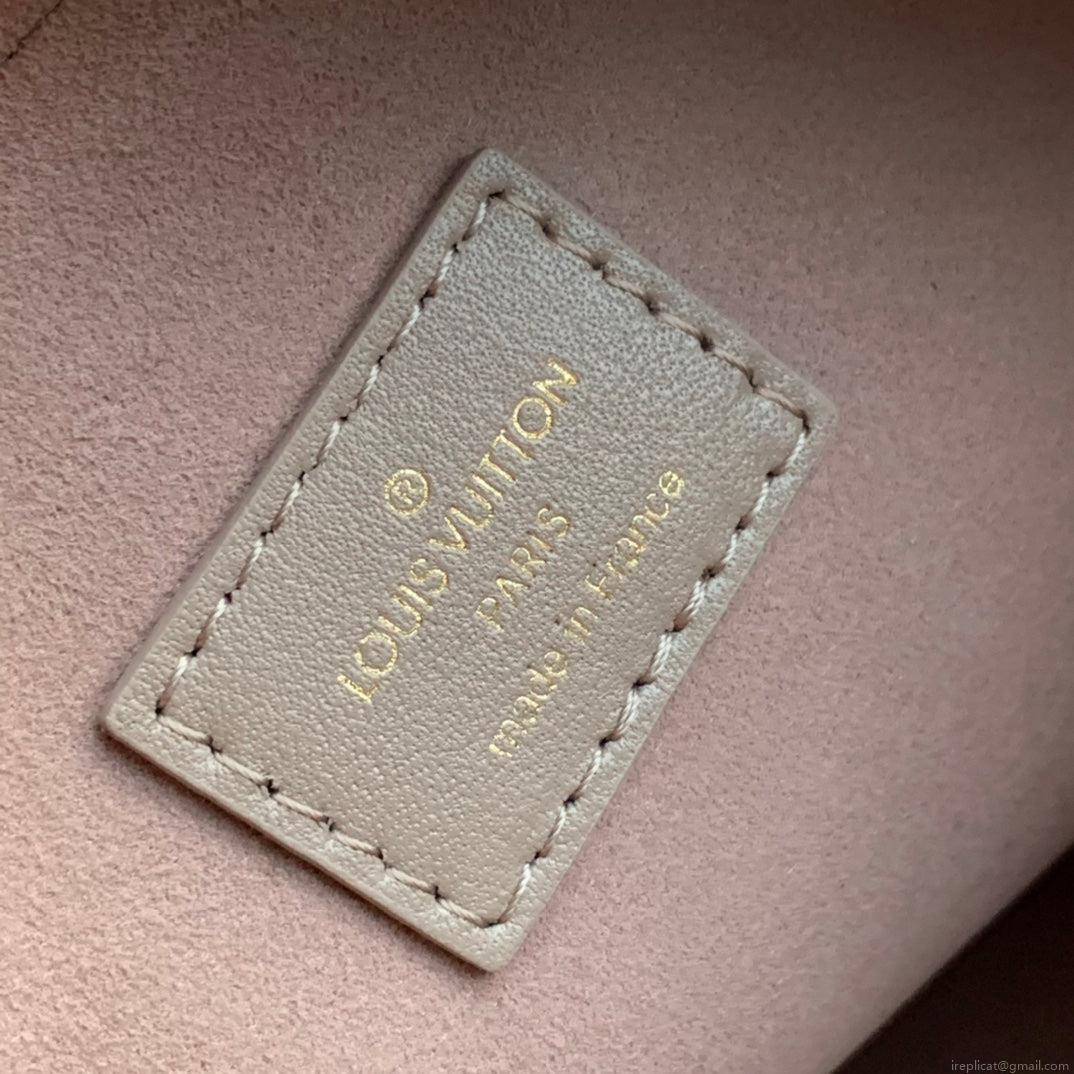 ®
LOUIS VUITTON
PARIS
made in France
ireplicat@gmail.com